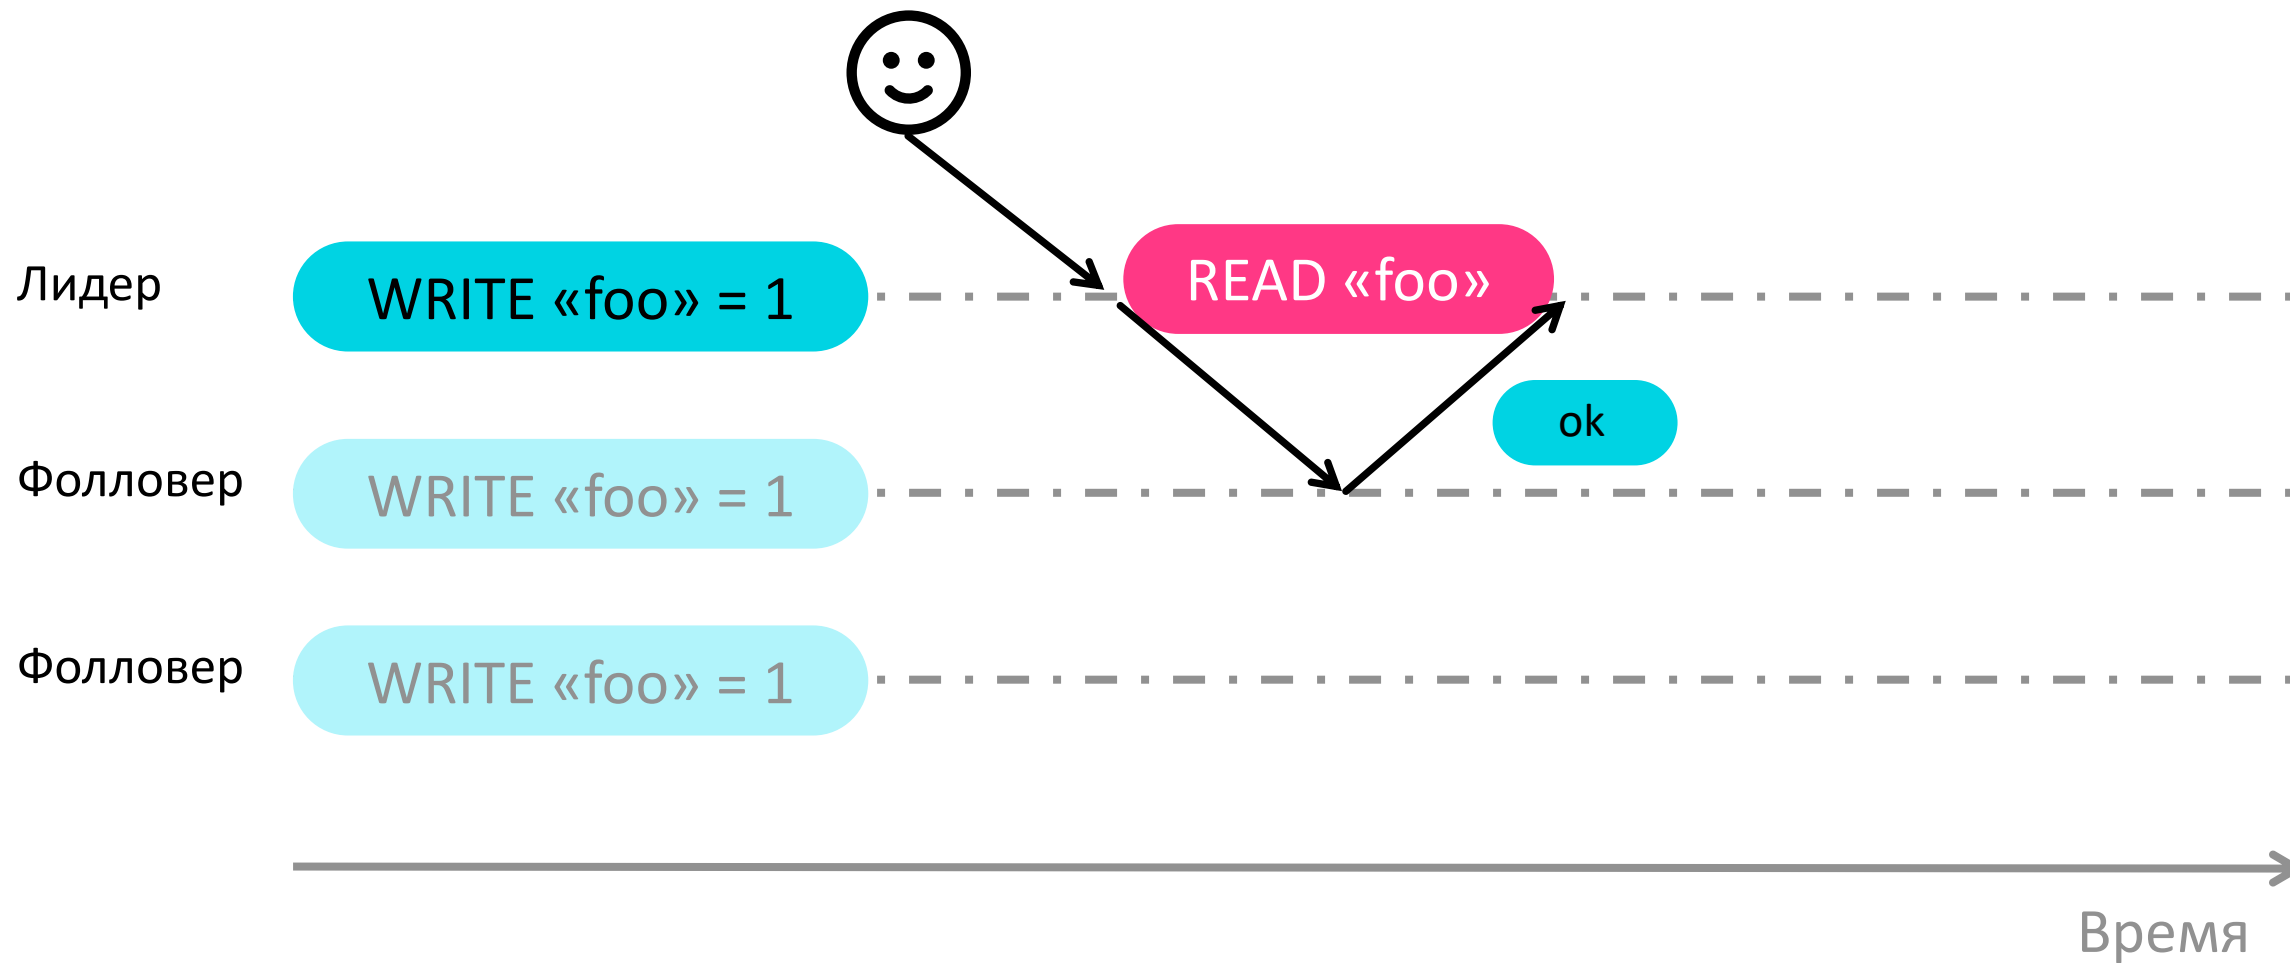 Лидер
WRITE «foo» = 1
READ «foo»
ok
Фолловер
WRITE «foo» = 1
Фолловер
WRITE «foo» = 1
Время